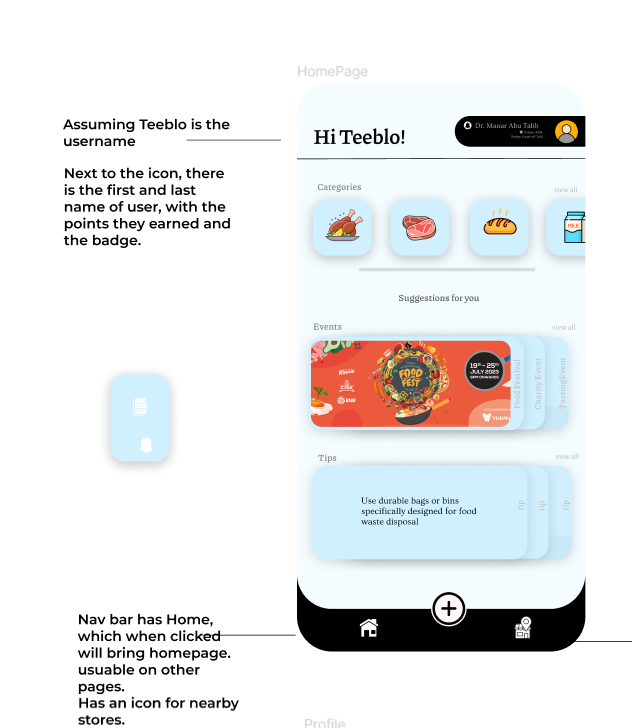 HomePage
Assuming Teeblo is the
username
Next to the icon, there
is the first and last
name of user, with the
points they earned and
the badge.
Hi Teeblo!
Dr. Manar Abu Talib
Categories
view all
MILK
Suggestions for you
Events
view all
FOOD
FEST
19th - 25th
JULY 2023
6PM ONWARDS
Food Festival
Charity Event
TastingEvent
Tips
view all
Use durable bags or bins
specifically designed for food
waste disposal
tip
tip
tip
Nav bar has Home,
which when clicked
will bring homepage.
usuable on other
pages.
Has an icon for nearby
stores.
Profile